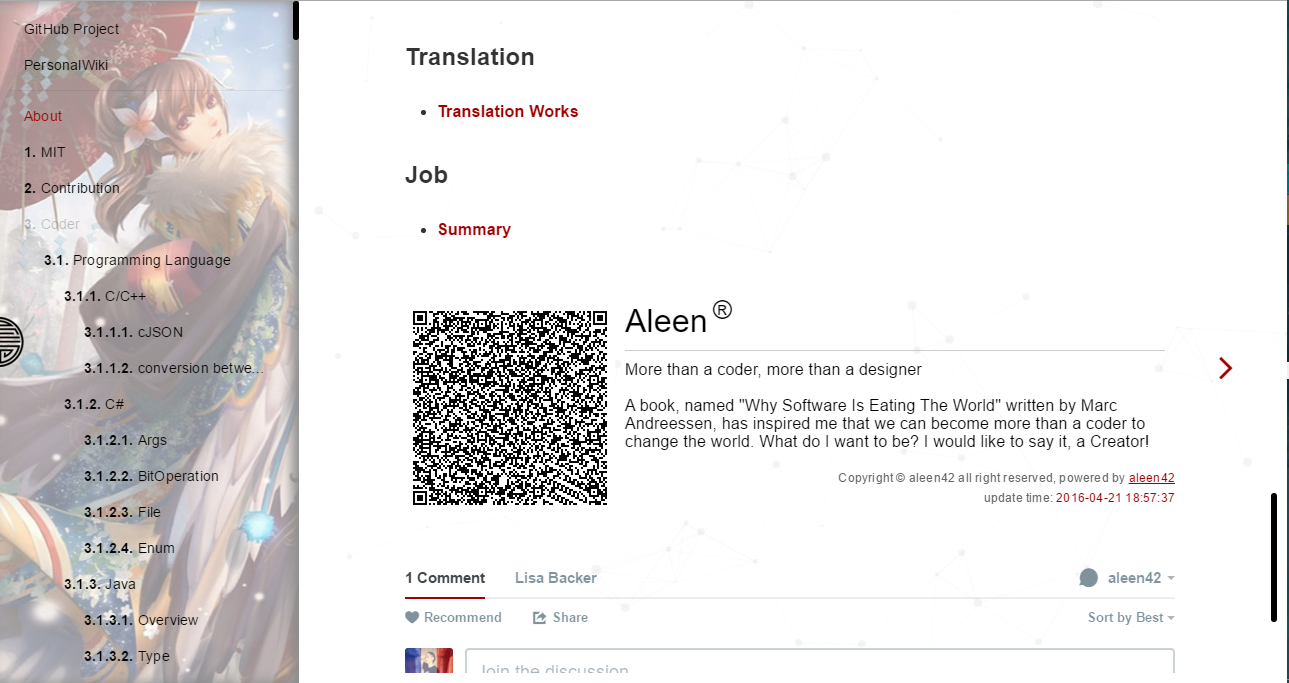 GitHub Project
PersonalWiki
About
1. MIT
2. Contribution
3. Coder
3.1. Programming Language
3.1.1. C/C++
3.1.1.1. cJSON
3.1.1.2. conversion betwe...
3.1.2. C#
3.1.2.1. Args
3.1.2.2. BitOperation
3.1.2.3. File
3.1.2.4. Enum
3.1.3. Java
3.1.3.1. Overview
3.1.3.2. Type
Translation
• Translation Works
Job
• Summary
Aleen ®
More than a coder, more than a designer
A book, named "Why Software Is Eating The World" written by Marc
Andreessen, has inspired me that we can become more than a coder to
change the world. What do I want to be? I would like to say it, a Creator!
Copyright © aleen42 all right reserved, powered by aleen42
update time: 2016-04-21 18:57:37
1 Comment Lisa Backer aleen42
Recommend Share Sort by Best
Join the discussion